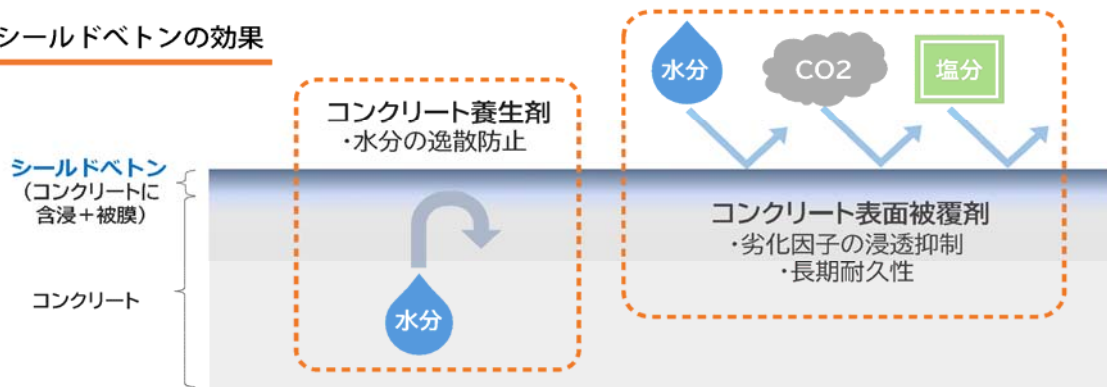 シールドベトンの効果
コンクリート養生剤
・水分の逸散防止
水分
CO2
塩分
シールドベトン
（コンクリートに
含浸＋被膜）
コンクリート表面被覆剤
・劣化因子の浸透抑制
・長期耐久性
コンクリート
水分